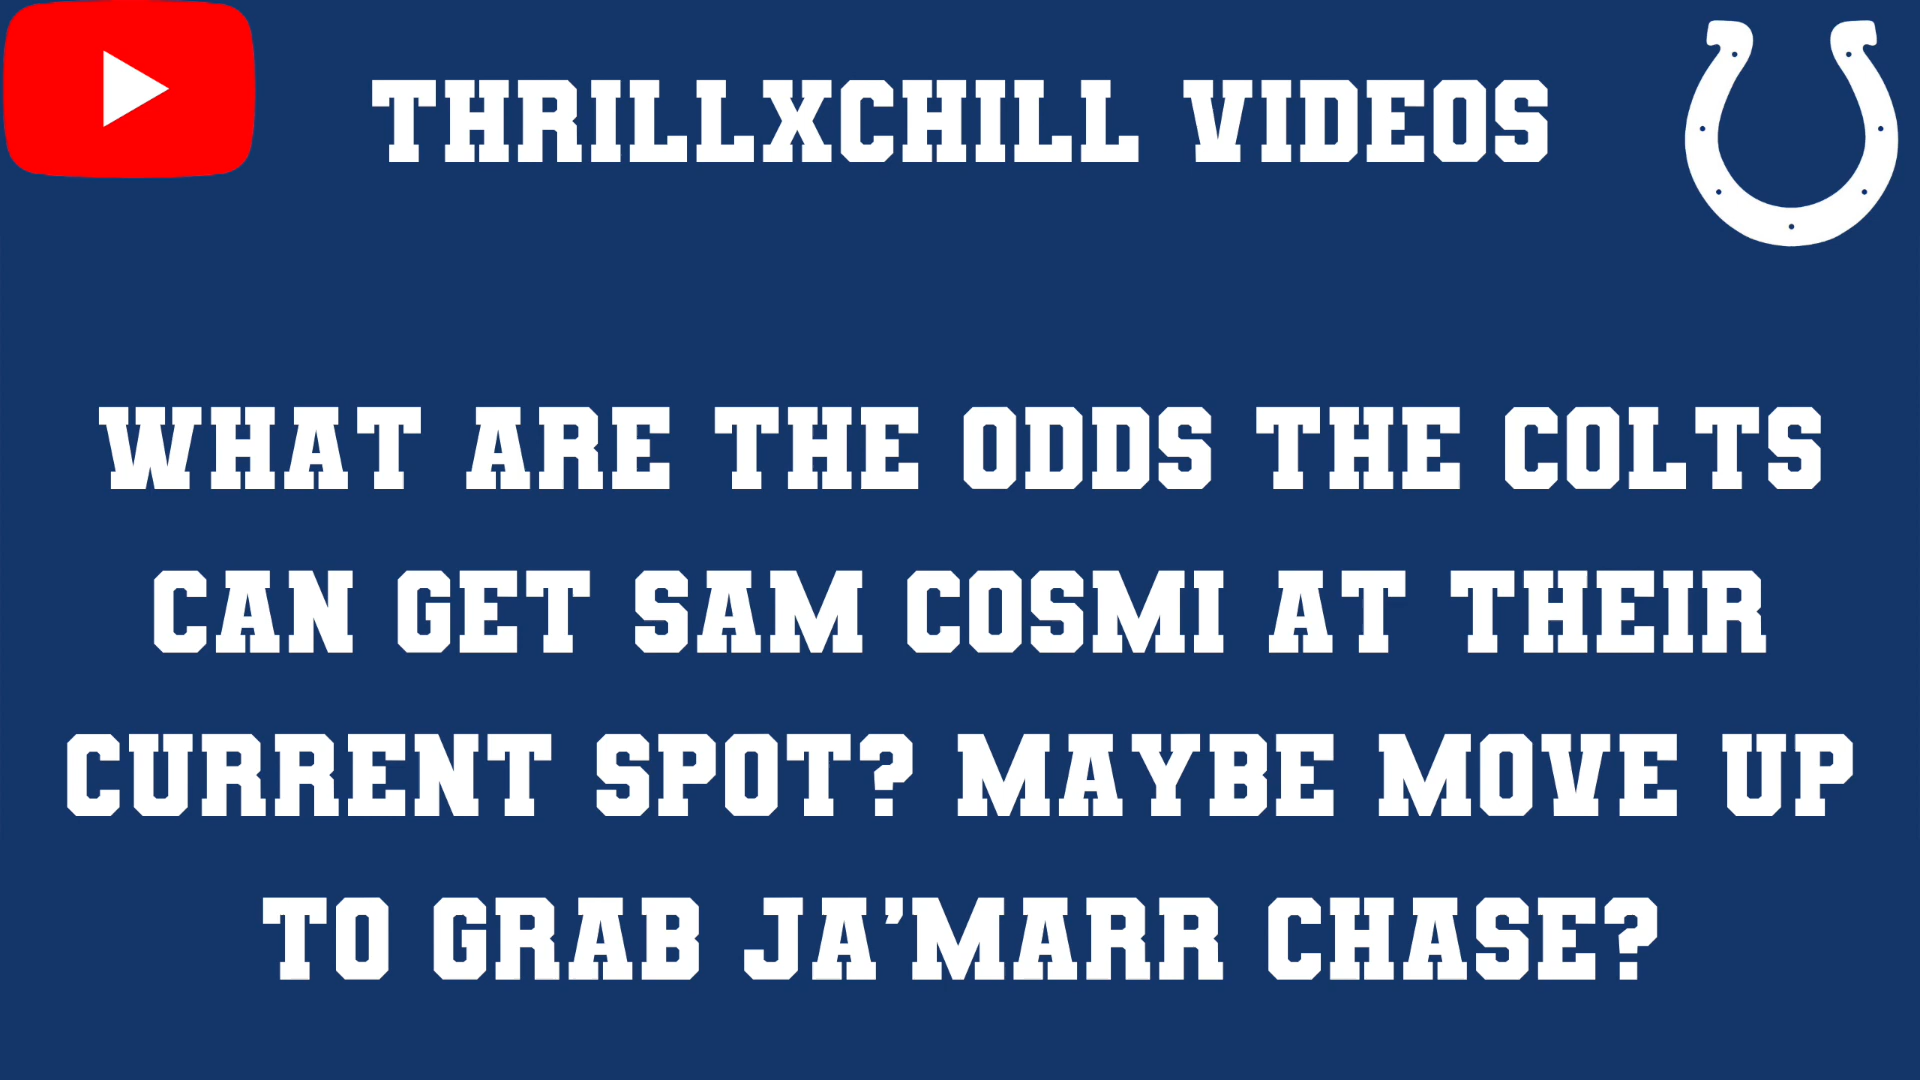 THRILLXCHILL VIDEOS
WHAT ARE THE ODDS THE COLTS
CAN GET SAM COSMI AT THEIR
CURRENT SPOT? MAYBE MOVE UP
TO GRAB JA'MARR CHASE?